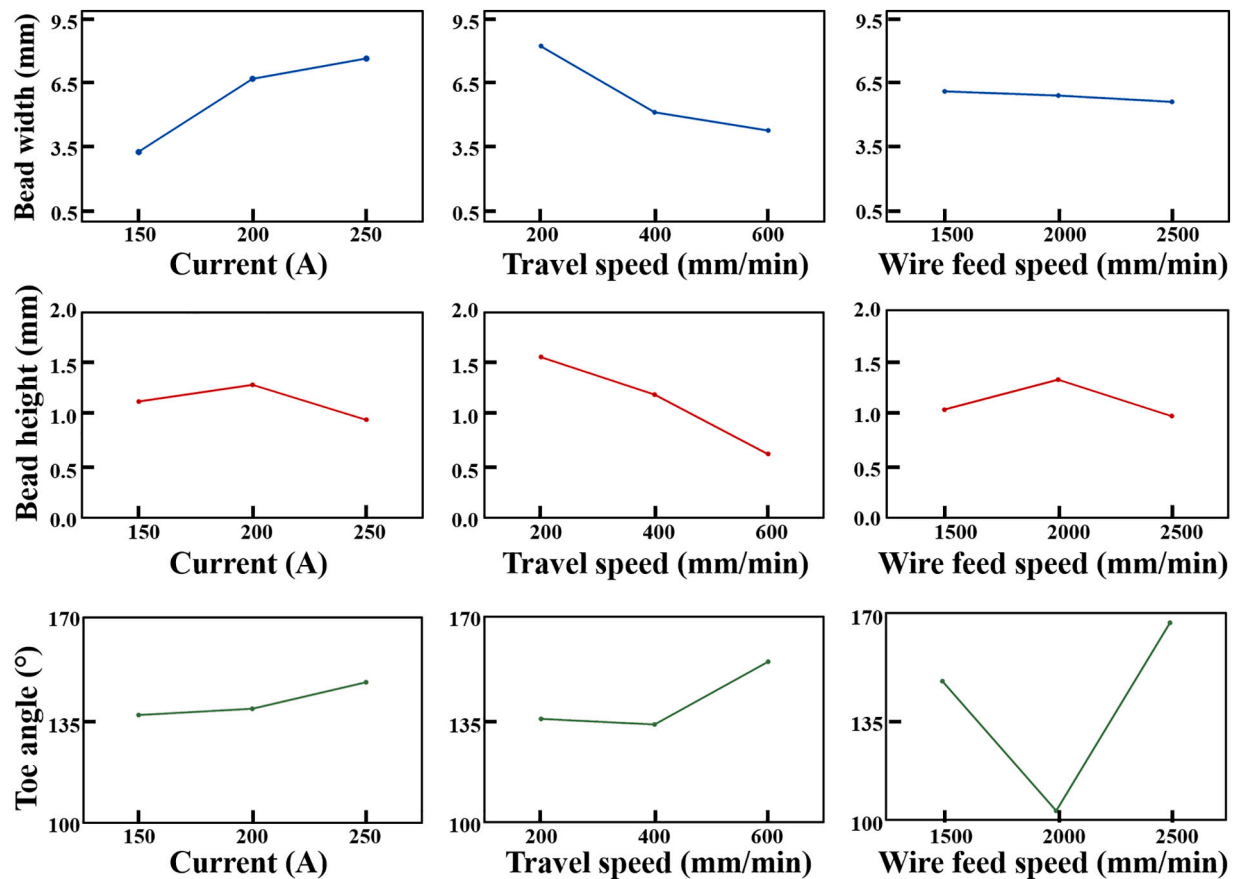 Bead width (mm)
9.5
6.5
3.5
0.5
150 200 250
Current (A)
9.5
6.5
3.5
0.5
200 400 600
Travel speed (mm/min)
9.5
6.5
3.5
0.5
1500 2000 2500
Wire feed speed (mm/min)
Bead height (mm)
2.0
1.5
1.0
0.5
0.0
150 200 250
Current (A)
2.0
1.5
1.0
0.5
0.0
200 400 600
Travel speed (mm/min)
2.0
1.5
1.0
0.5
0.0
1500 2000 2500
Wire feed speed (mm/min)
Toe angle (°)
170
135
100
150 200 250
Current (A)
170
135
100
200 400 600
Travel speed (mm/min)
170
135
100
1500 2000 2500
Wire feed speed (mm/min)